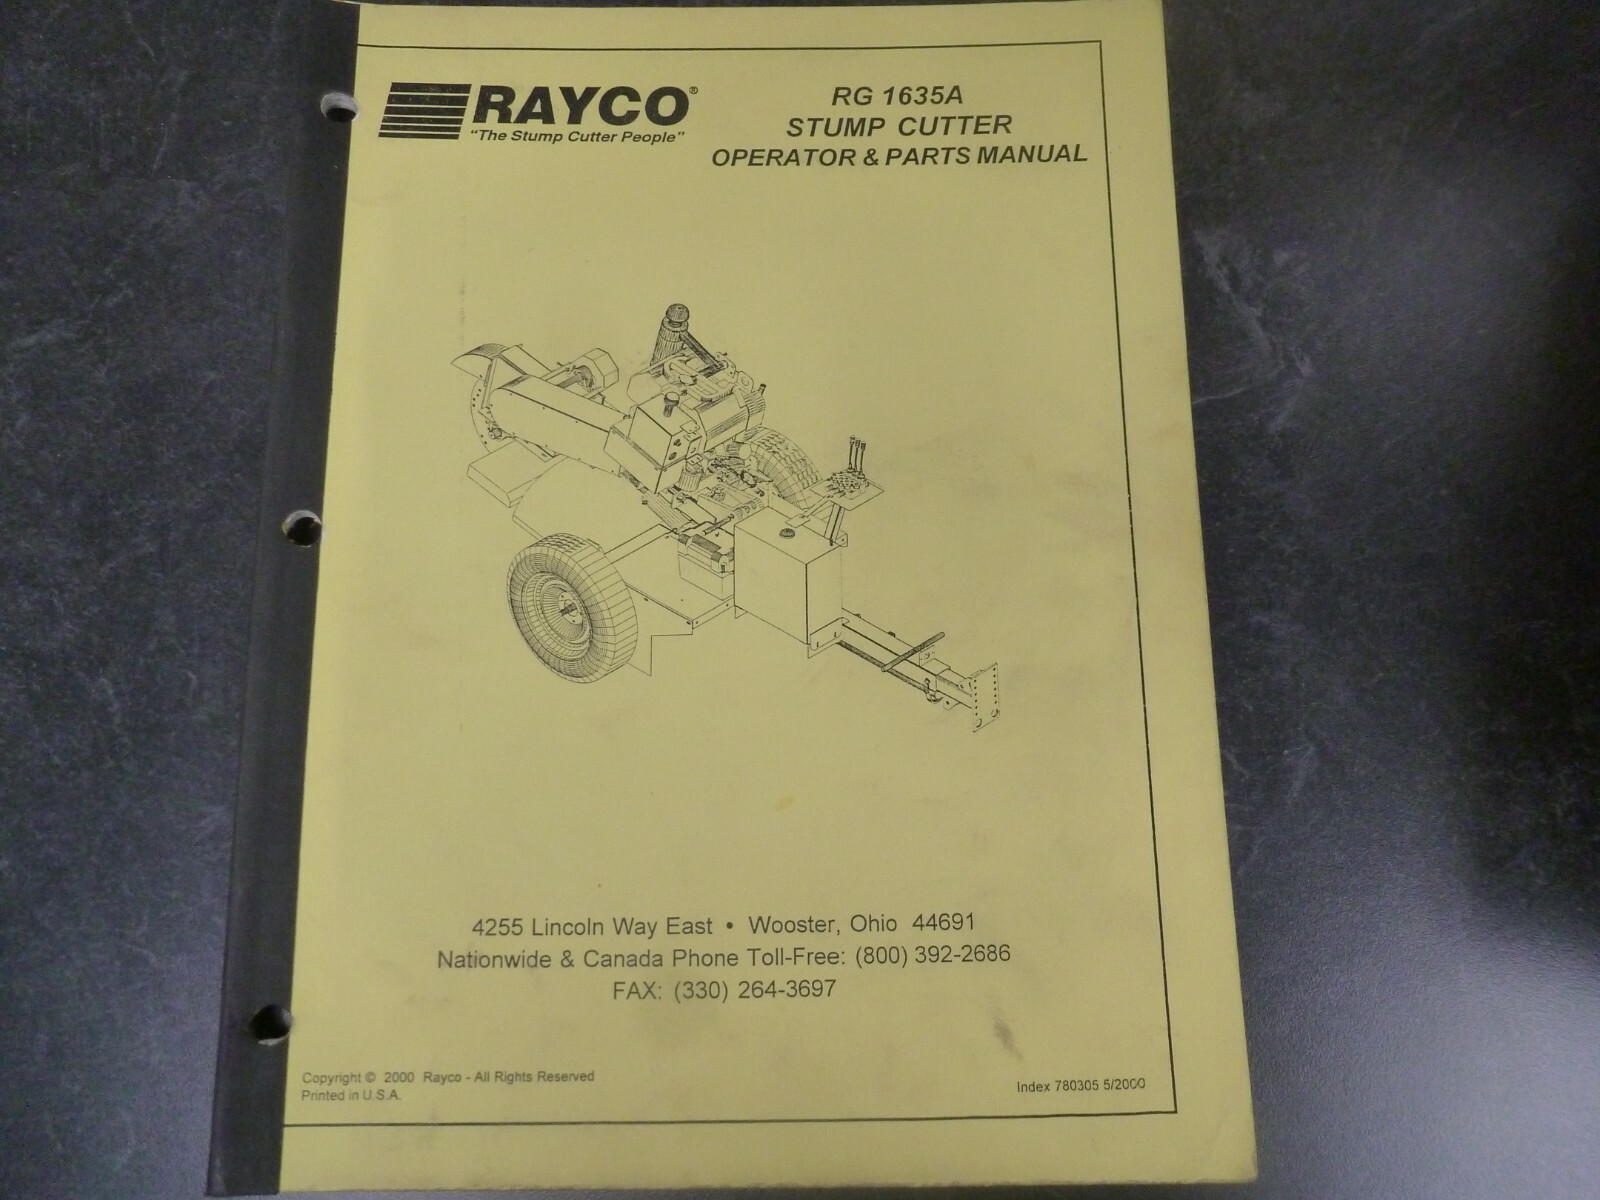 RAYCO®
"The Stump Cutter People"
RG 1635A
STUMP CUTTER
OPERATOR & PARTS MANUAL
4255 Lincoln Way East • Wooster, Ohio 44691
Nationwide & Canada Phone Toll-Free: (800) 392-2686
FAX: (330) 264-3697
Copyright © 2000 Rayco - All Rights Reserved
Printed in U.S.A.
Index 780305 5/2000